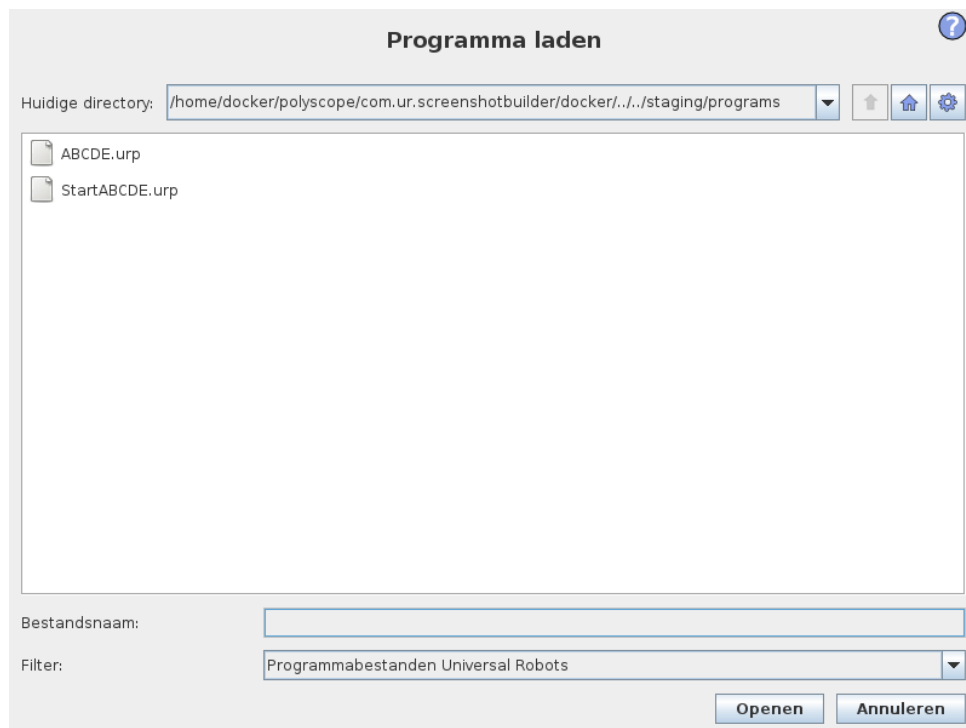 Programma laden
?
Huidige directory: /home/docker/polyscope/com.ur.screenshotbuilder/docker/../../staging/programs
ABCDE.urp
StartABCDE.urp
Bestandsnaam:
Filter: Programmabestanden Universal Robots
Openen Annuleren